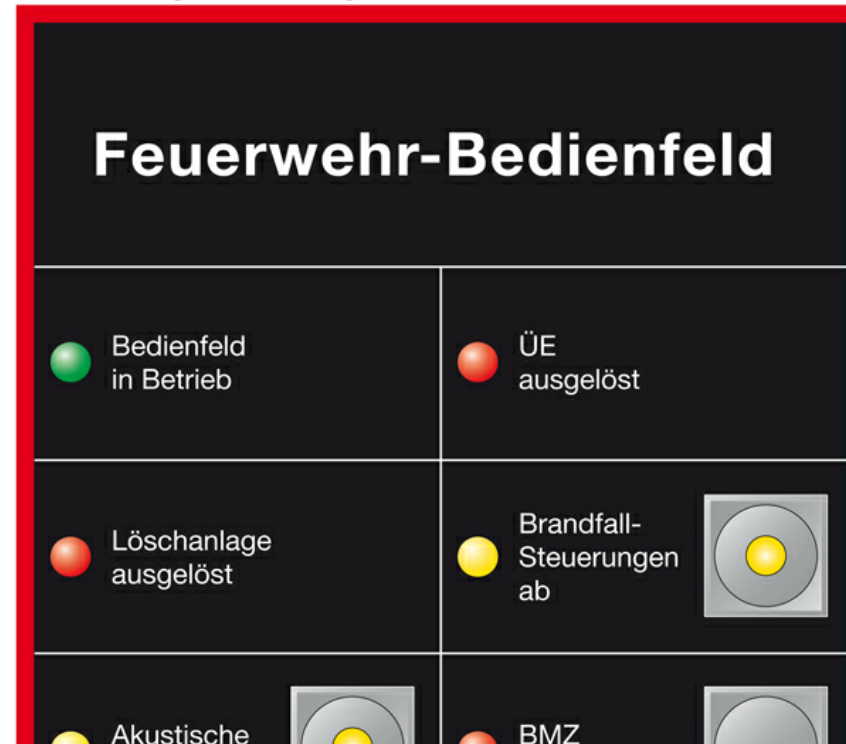 Feuerwehr-Bedienfeld
Bedienfeld
in Betrieb
ÜE
ausgelöst
Löschanlage
ausgelöst
Brandfall-
Steuerungen
ab
Akustische
BMZ